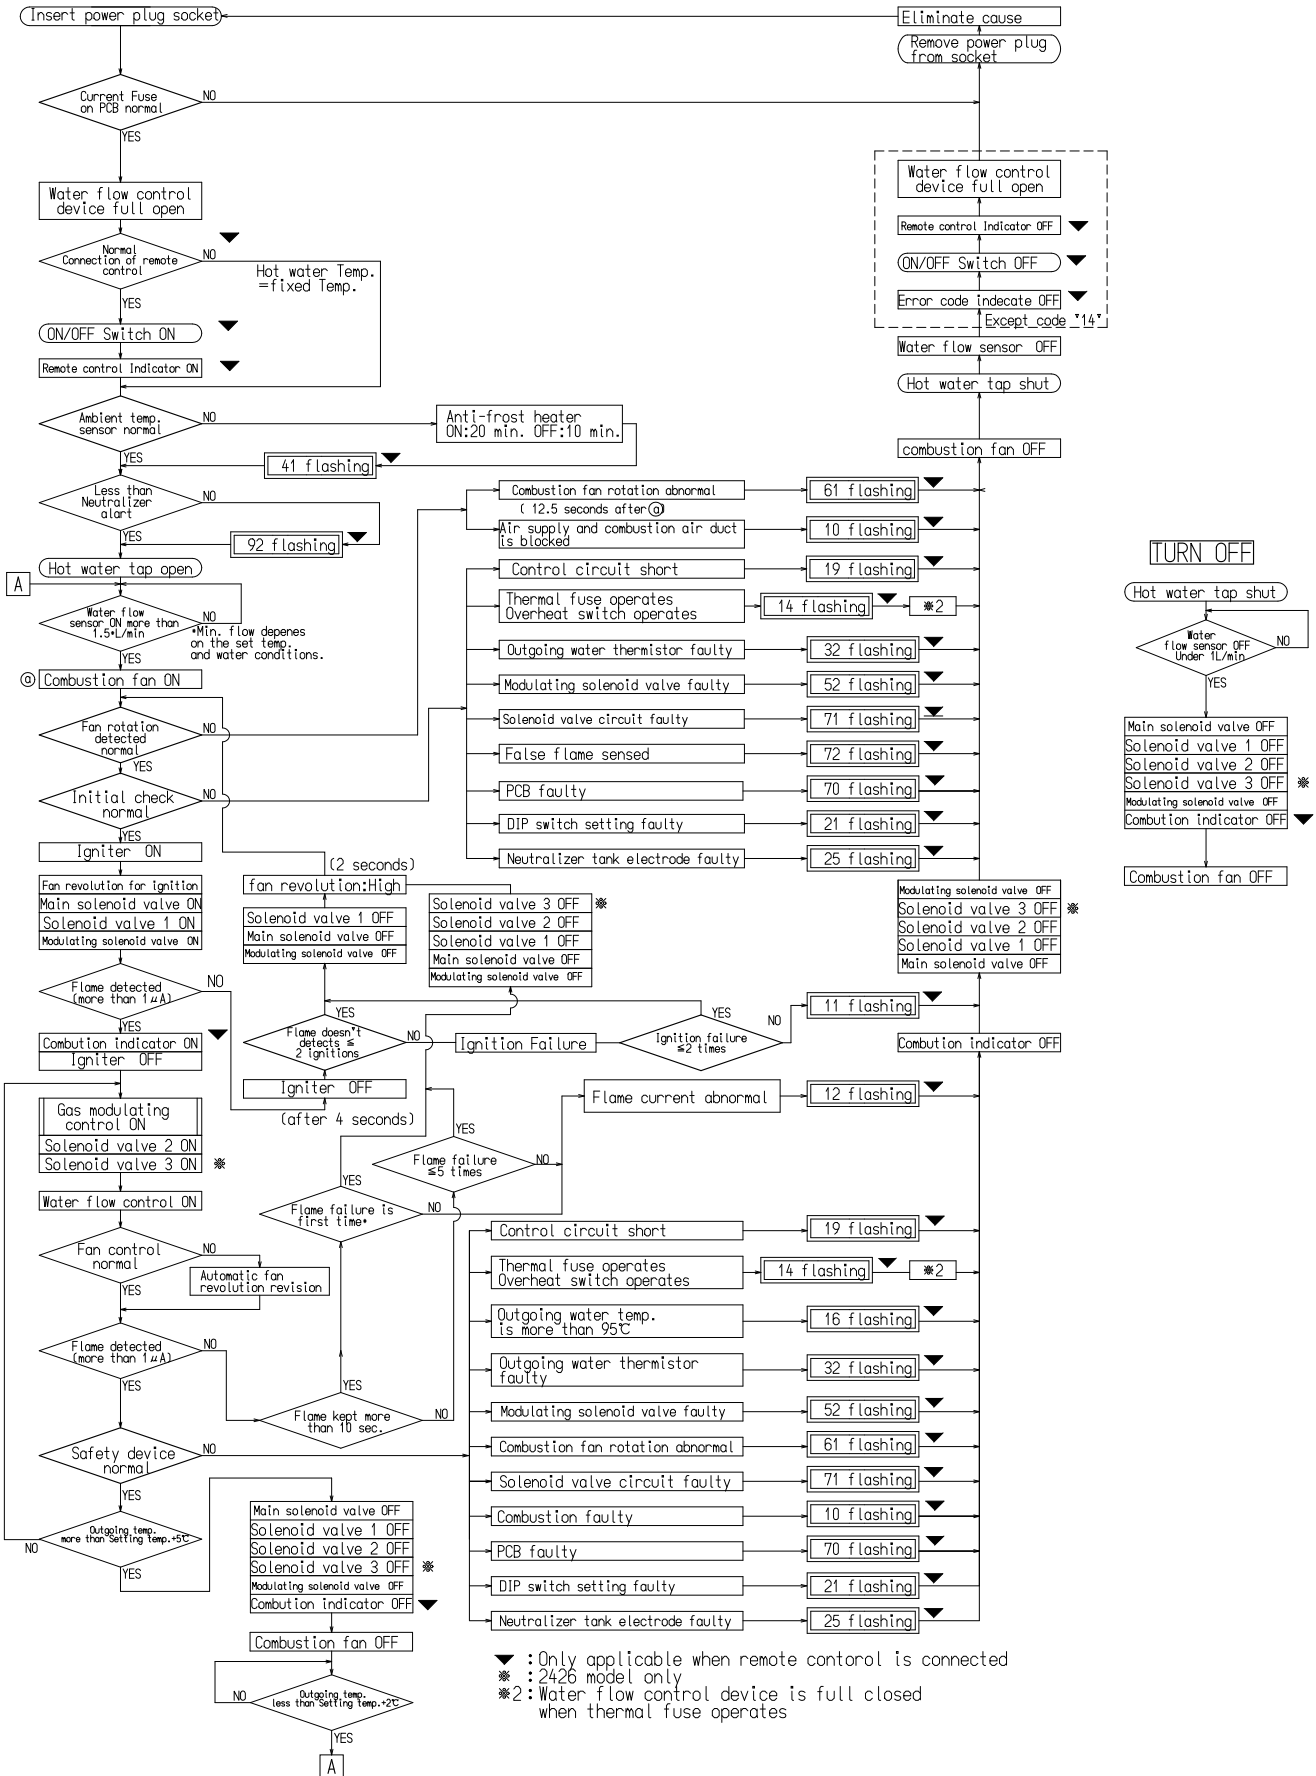 Insert power plug socket
Current Fuse
on PCB normal
NO
YES
Water flow control
device full open
Normal
Connection of remote
control
NO
Hot water Temp.
=fixed Temp.
YES
ON/OFF Switch ON
Remote control Indicator ON
Ambient temp.
sensor normal
NO
Anti-frost heater
ON:20 min. OFF:10 min.
YES
41 flashing
Less than
Neutralizer
alart
NO
YES
92 flashing
Hot water tap open
A
Water flow
sensor ON more than
1.5*L/min
NO
*Min. flow depenes
on the set temp.
and water conditions.
YES
ⓐ Combustion fan ON
Fan rotation
detected
normal
NO
YES
Initial check
normal
NO
YES
Igniter ON
Fan revolution for ignition
Main solenoid valve ON
Solenoid valve 1 ON
Modulating solenoid valve ON
Flame detected
(more than 1μA)
NO
YES
Combution indicator ON
Igniter OFF
Gas modulating
control ON
Solenoid valve 2 ON
Solenoid valve 3 ON ※
Water flow control ON
Fan control
normal
NO
Automatic fan
revolution revision
YES
Flame detected
(more than 1μA)
NO
YES
Safety device
normal
NO
YES
Outgoing temp.
more than Setting temp.+5℃
NO
YES
(2 seconds)
fan revolution:High
Solenoid valve 1 OFF
Main solenoid valve OFF
Modulating solenoid valve OFF
Solenoid valve 3 OFF ※
Solenoid valve 2 OFF
Solenoid valve 1 OFF
Main solenoid valve OFF
Modulating solenoid valve OFF
YES
Flame doesn't
detects ≦
2 ignitions
NO
Ignition Failure
YES
Ignition failure
≦2 times
NO
Igniter OFF
(after 4 seconds)
Flame current abnormal
YES
Flame failure
≦5 times
NO
YES
Flame failure is
first time*
NO
YES
Flame kept more
than 10 sec.
NO
Main solenoid valve OFF
Solenoid valve 1 OFF
Solenoid valve 2 OFF
Solenoid valve 3 OFF ※
Modulating solenoid valve OFF
Combution indicator OFF
Combustion fan OFF
Outgoing temp.
less than Setting temp.+2℃
NO
YES
A
Combustion fan rotation abnormal
61 flashing
( 12.5 seconds after ⓐ)
Air supply and combustion air duct
is blocked
10 flashing
Control circuit short
19 flashing
Thermal fuse operates
Overheat switch operates
14 flashing
※2
Outgoing water thermistor faulty
32 flashing
Modulating solenoid valve faulty
52 flashing
Solenoid valve circuit faulty
71 flashing
False flame sensed
72 flashing
PCB faulty
70 flashing
DIP switch setting faulty
21 flashing
Neutralizer tank electrode faulty
25 flashing
11 flashing
12 flashing
Control circuit short
19 flashing
Thermal fuse operates
Overheat switch operates
14 flashing
※2
Outgoing water temp.
is more than 95℃
16 flashing
Outgoing water thermistor
faulty
32 flashing
Modulating solenoid valve faulty
52 flashing
Combustion fan rotation abnormal
61 flashing
Solenoid valve circuit faulty
71 flashing
Combustion faulty
10 flashing
PCB faulty
70 flashing
DIP switch setting faulty
21 flashing
Neutralizer tank electrode faulty
25 flashing
Eliminate cause
Remove power plug
from socket
Water flow control
device full open
Remote control Indicator OFF
ON/OFF Switch OFF
Error code indecate OFF
Except code "14"
Water flow sensor OFF
Hot water tap shut
combustion fan OFF
Modulating solenoid valve OFF
Solenoid valve 3 OFF ※
Solenoid valve 2 OFF
Solenoid valve 1 OFF
Main solenoid valve OFF
Combution indicator OFF
TURN OFF
Hot water tap shut
Water
flow sensor OFF
Under 1L/min
NO
YES
Main solenoid valve OFF
Solenoid valve 1 OFF
Solenoid valve 2 OFF
Solenoid valve 3 OFF ※
Modulating solenoid valve OFF
Combution indicator OFF
Combustion fan OFF
▼ : Only applicable when remote contorol is connected
※ : 2426 model only
※2: Water flow control device is full closed
when thermal fuse operates